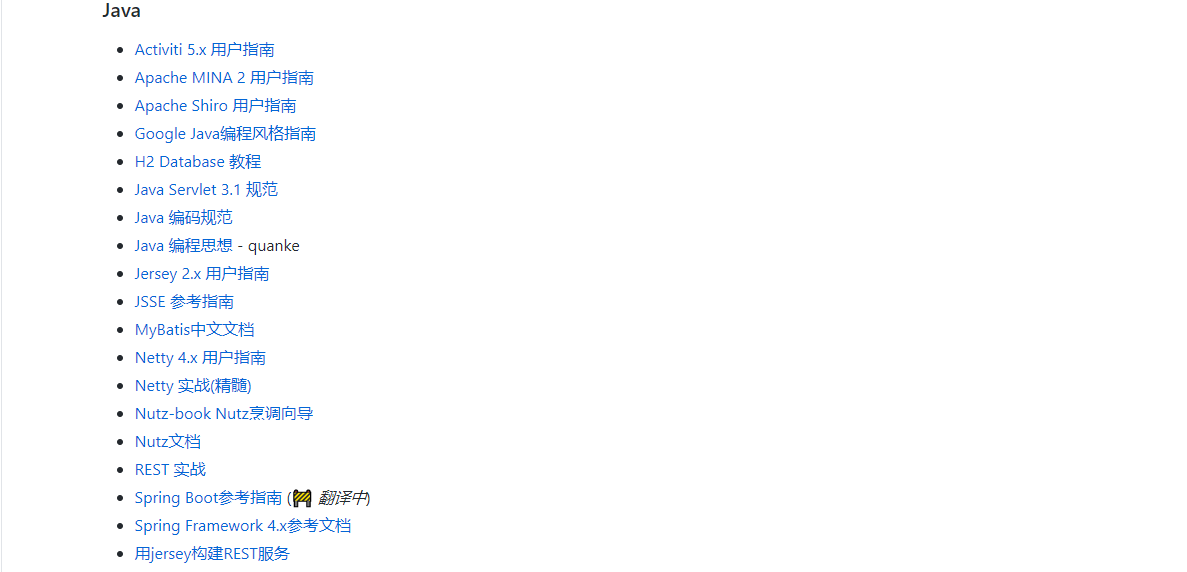 Java
Activiti 5.x 用户指南
Apache MINA 2 用户指南
Apache Shiro 用户指南
Google Java编程风格指南
H2 Database 教程
Java Servlet 3.1 规范
Java 编码规范
Java 编程思想 - quanke
Jersey 2.x 用户指南
JSSE 参考指南
MyBatis中文文档
Netty 4.x 用户指南
Netty 实战(精髓)
Nutz-book Nutz烹调向导
Nutz文档
REST 实战
Spring Boot参考指南 (🚧 翻译中)
Spring Framework 4.x参考文档
用jersey构建REST服务